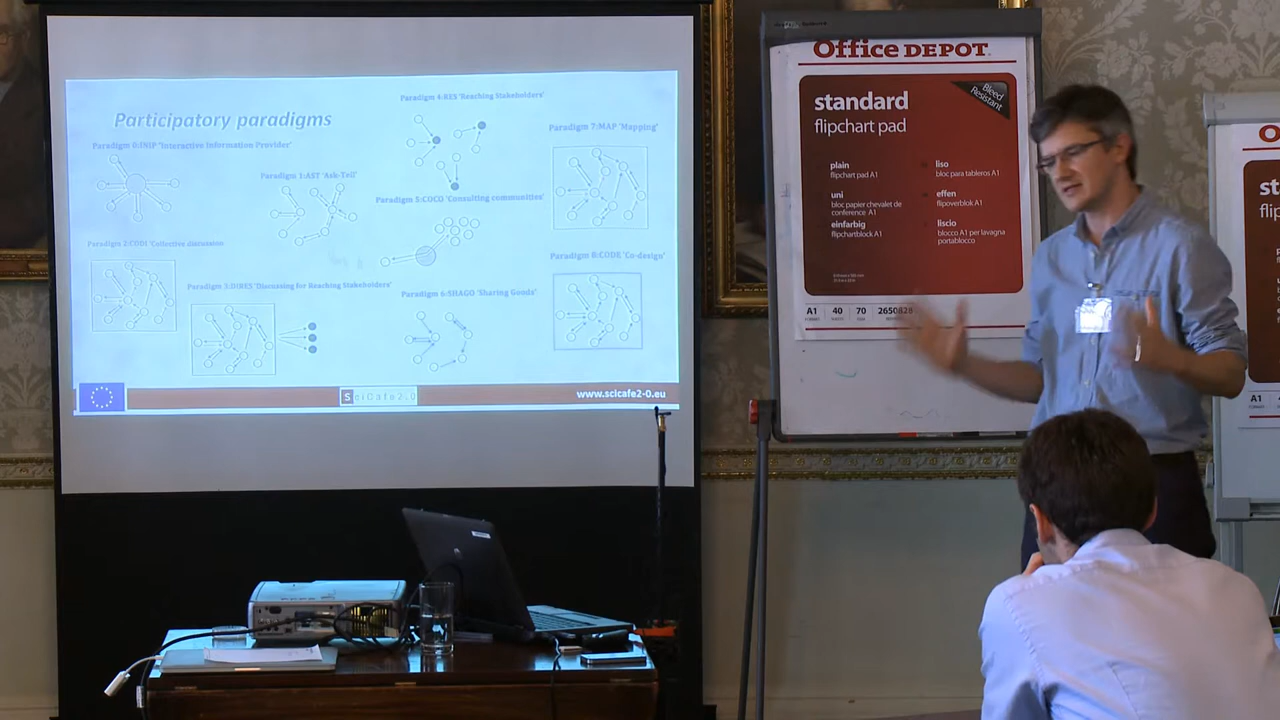 Participatory paradigms
Paradigm 0:INIP 'Interactive Information Provider'
Paradigm 1:AST 'Ask-Tell'
Paradigm 2:CODI 'Collective discussion
Paradigm 3:DIRES 'Discussing for Reaching Stakeholders'
Paradigm 4:RES 'Reaching Stakeholders'
Paradigm 5:COCO 'Consulting communities'
Paradigm 6:SHAGO 'Sharing Goods'
Paradigm 7:MAP 'Mapping'
Paradigm 8:CODE 'Co-design'
SciCafe2.0
www.scicafe2-0.eu
Office DEPOT
Bleed
Resistant
standard
flipchart pad
plain
flipchart pad A1
uni
bloc papier chevalet de
conférence A1
einfarbig
flipchartblock A1
liso
bloc para tableros A1
effen
flipoverblok A1
liscio
blocco A1 per lavagna
portablocco
A1 40 70 2650828
st
flip
A1